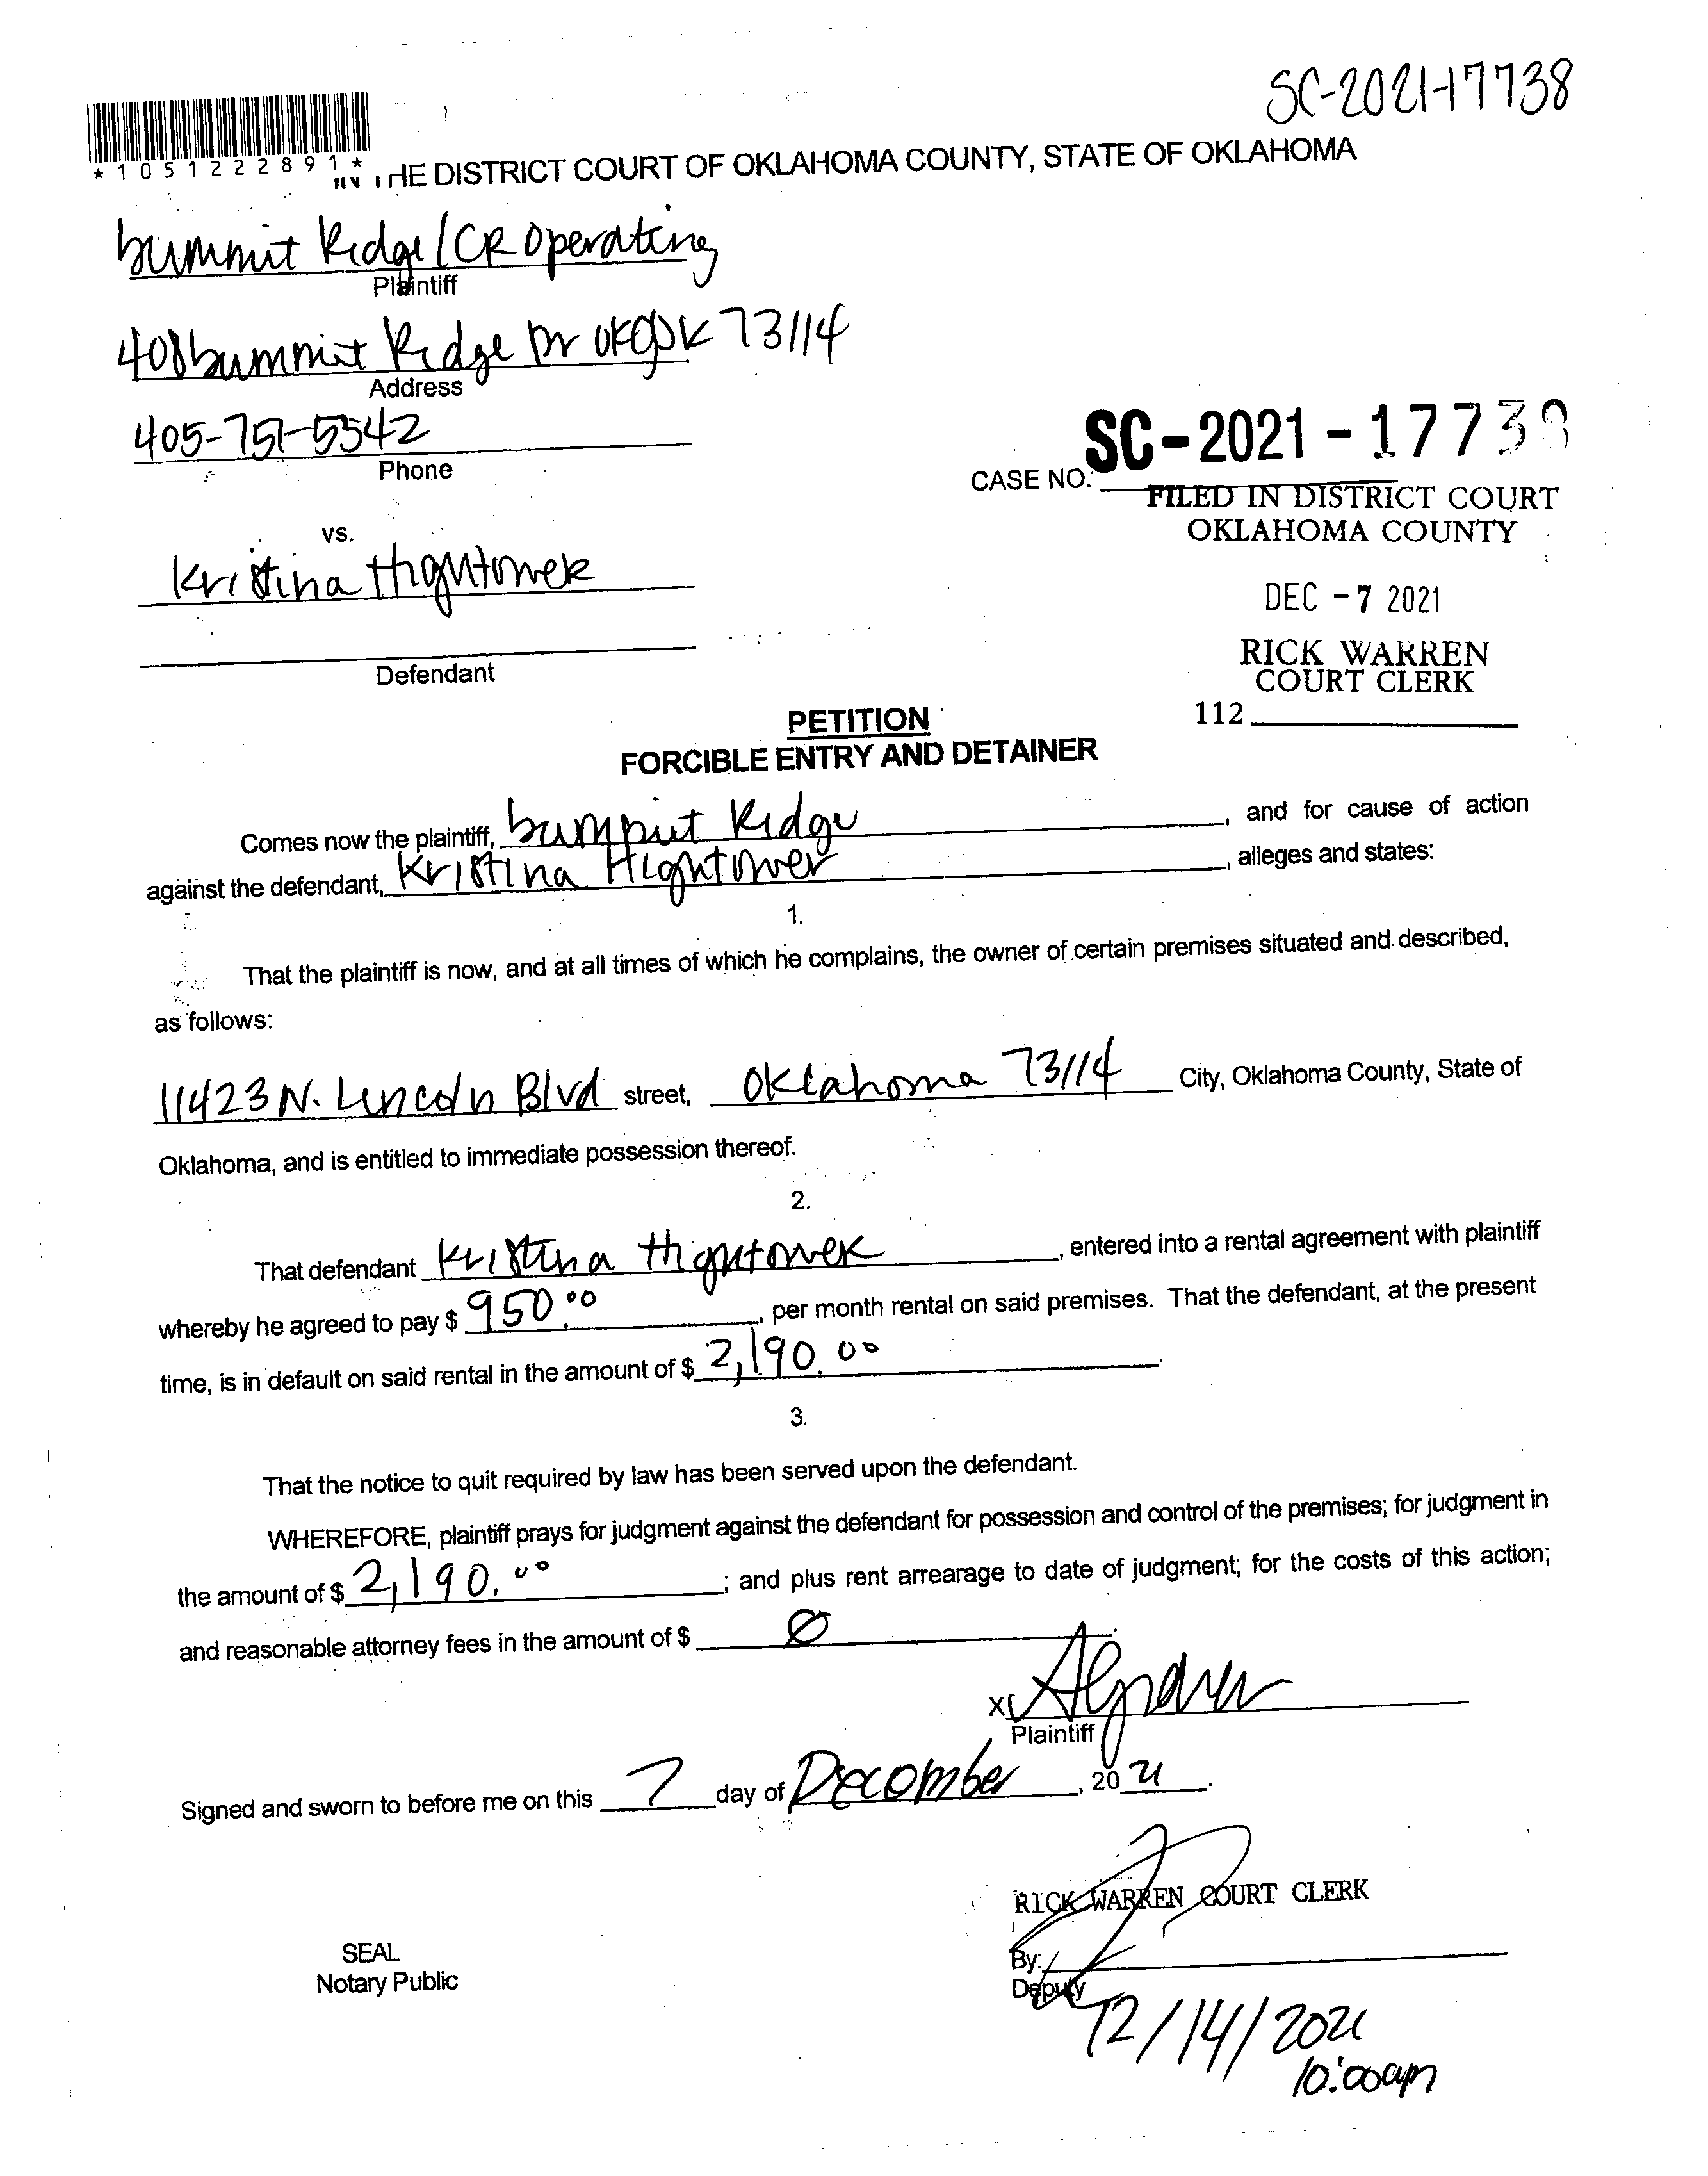 SC-2021-17738
*1051222891*
THE DISTRICT COURT OF OKLAHOMA COUNTY, STATE OF OKLAHOMA
Summit Ridge/CR Operating
Plaintiff
408 Summit Ridge Dr OKC OK 73114
Address
405-751-5542
Phone
SC-2021-17738
CASE NO.
FILED IN DISTRICT COURT
OKLAHOMA COUNTY
vs.
Kristina Hightower
DEC -7 2021
RICK WARREN
COURT CLERK
Defendant
112
PETITION
FORCIBLE ENTRY AND DETAINER
Comes now the plaintiff, Summit Ridge, and for cause of action
against the defendant, Kristina Hightower, alleges and states:
1.
That the plaintiff is now, and at all times of which he complains, the owner of certain premises situated and described,
as follows:
11423 N. Lincoln Blvd street, Oklahoma 73114 City, Oklahoma County, State of
Oklahoma, and is entitled to immediate possession thereof.
2.
That defendant Kristina Hightower, entered into a rental agreement with plaintiff
whereby he agreed to pay $ 950.00, per month rental on said premises. That the defendant, at the present
time, is in default on said rental in the amount of $ 2,190.00.
3.
That the notice to quit required by law has been served upon the defendant.
WHEREFORE, plaintiff prays for judgment against the defendant for possession and control of the premises; for judgment in
the amount of $ 2,190.00; and plus rent arrearage to date of judgment; for the costs of this action;
and reasonable attorney fees in the amount of $ 0.
X
Plaintiff
Signed and sworn to before me on this 7 day of December, 2021.
RICK WARREN COURT CLERK
SEAL
Notary Public
By:
Deputy
12/14/2021
10:00am